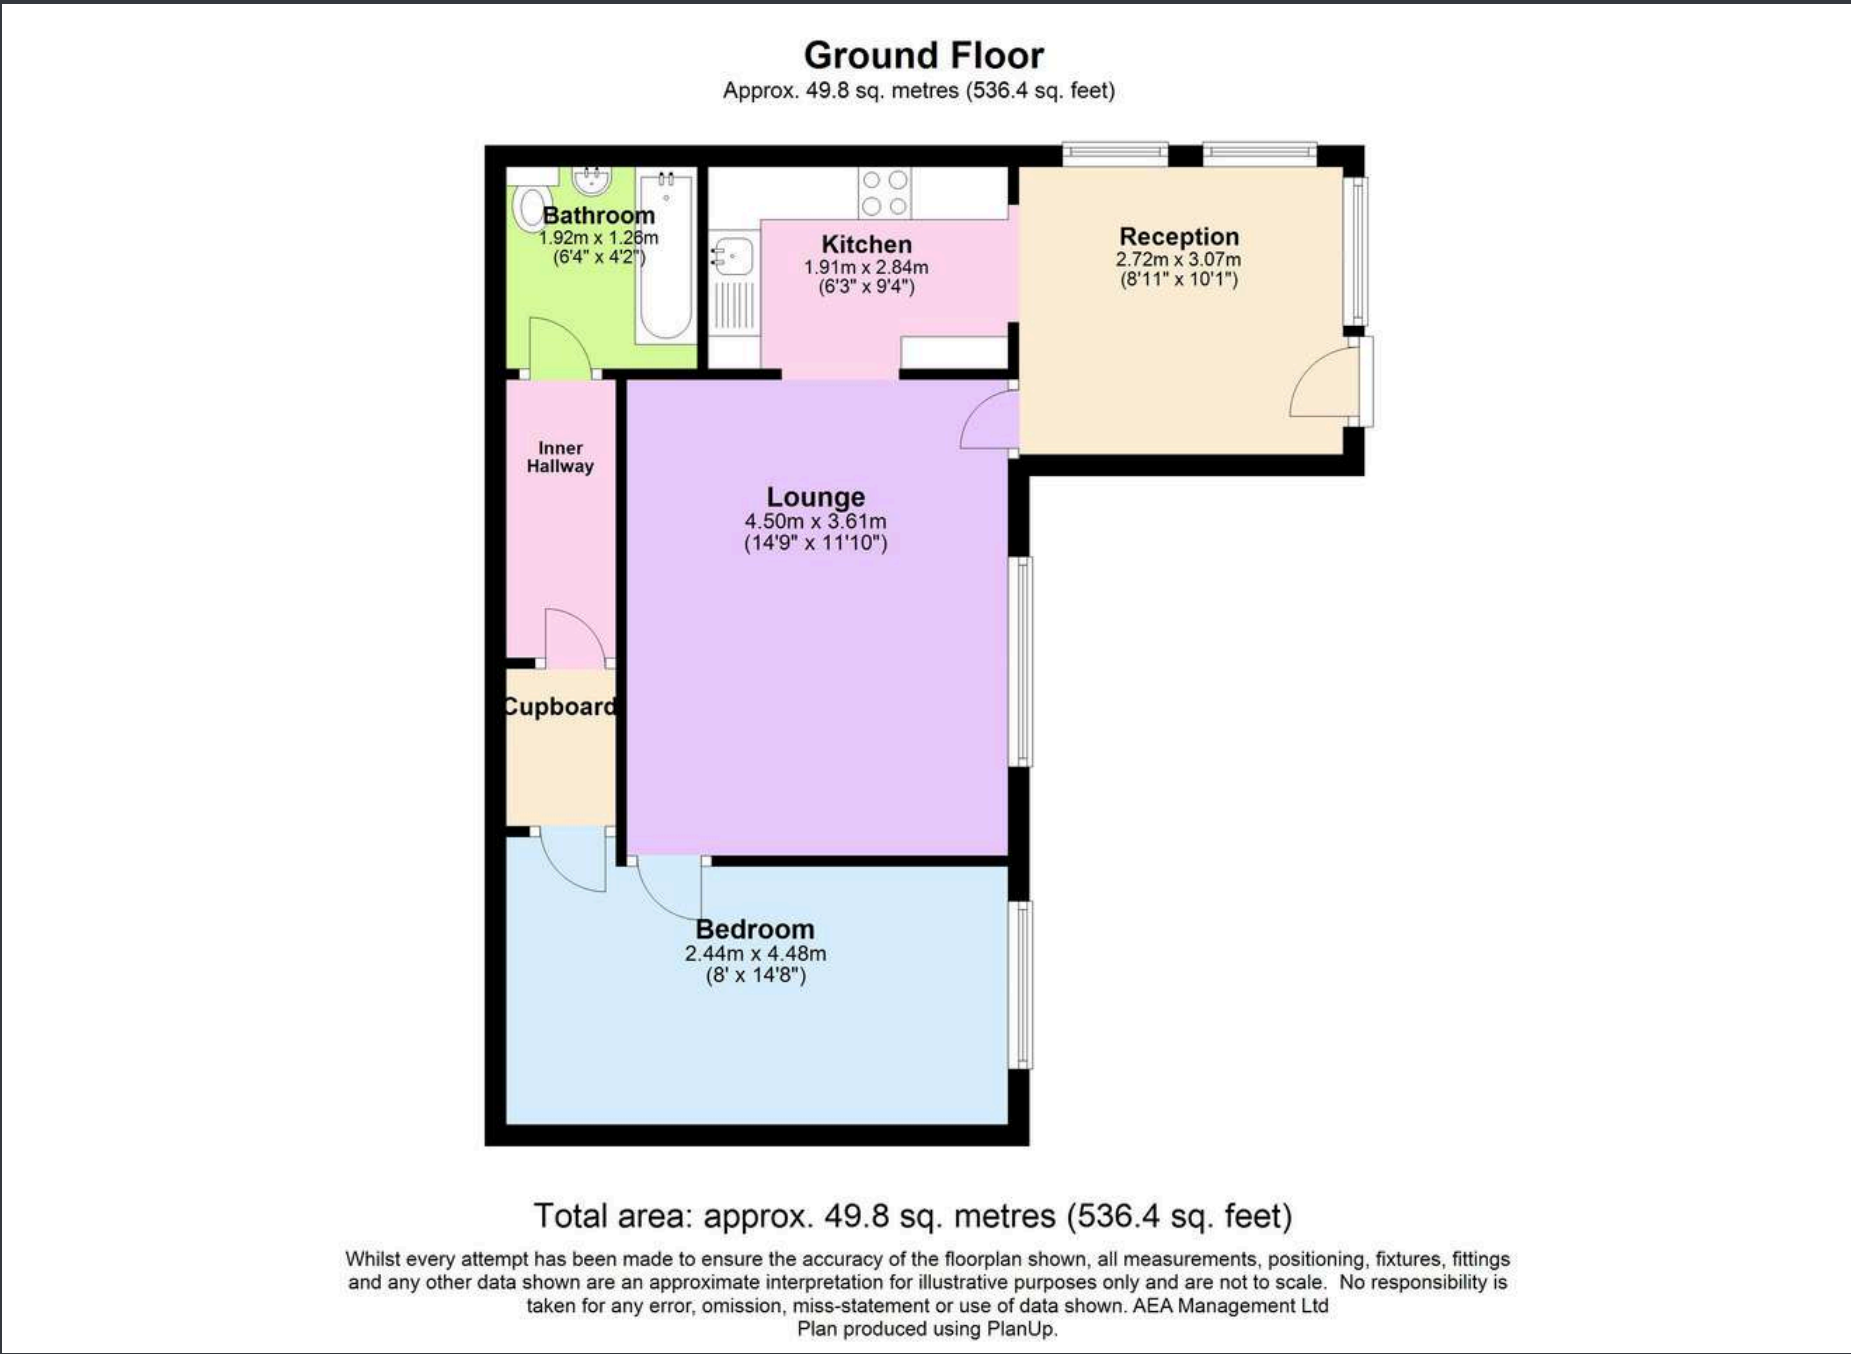 Ground Floor
Approx. 49.8 sq. metres (536.4 sq. feet)
Bathroom
1.92m x 1.26m
(6'4" x 4'2")
Kitchen
1.91m x 2.84m
(6'3" x 9'4")
Reception
2.72m x 3.07m
(8'11" x 10'1")
Inner
Hallway
Lounge
4.50m x 3.61m
(14'9" x 11'10")
Cupboard
Bedroom
2.44m x 4.48m
(8' x 14'8")
Total area: approx. 49.8 sq. metres (536.4 sq. feet)
Whilst every attempt has been made to ensure the accuracy of the floorplan shown, all measurements, positioning, fixtures, fittings
and any other data shown are an approximate interpretation for illustrative purposes only and are not to scale. No responsibility is
taken for any error, omission, miss-statement or use of data shown. AEA Management Ltd
Plan produced using PlanUp.